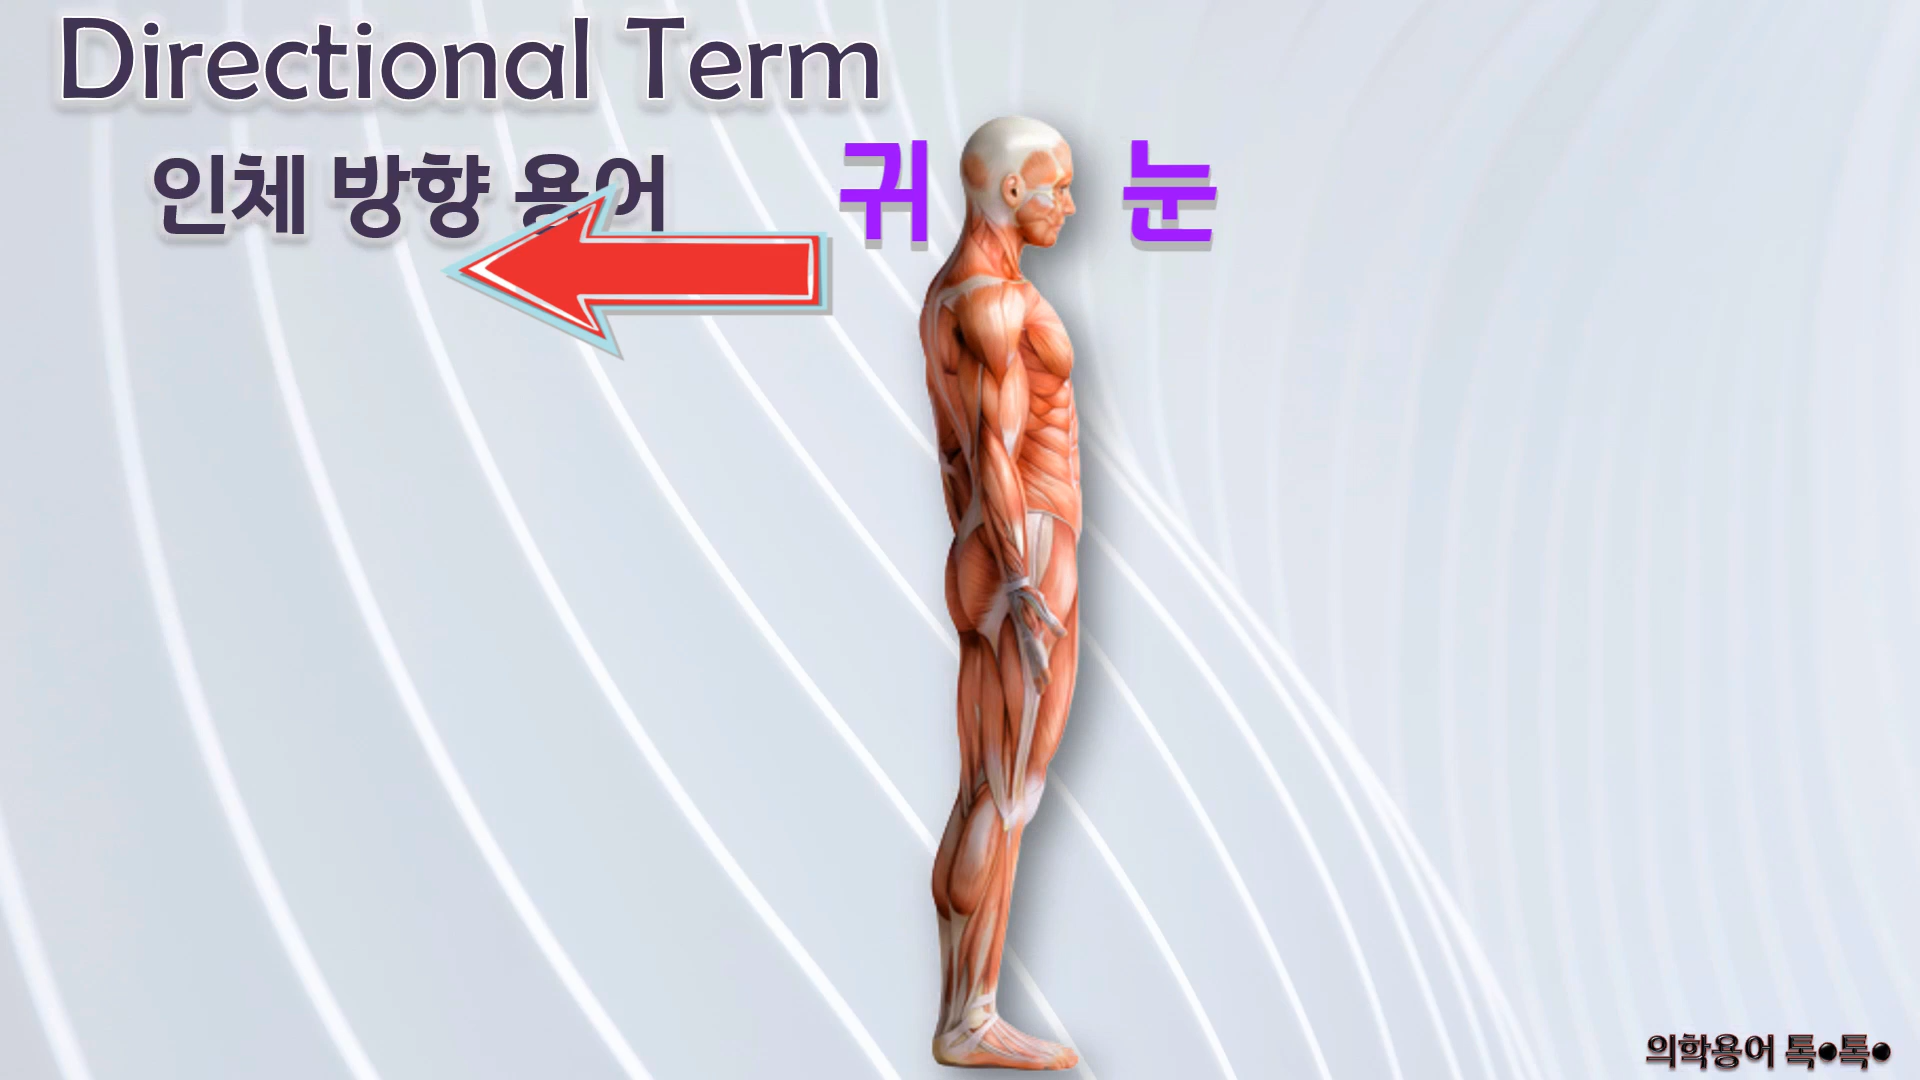 Directional Term
인체 방향 용어
귀 눈
의학용어 톡●톡●